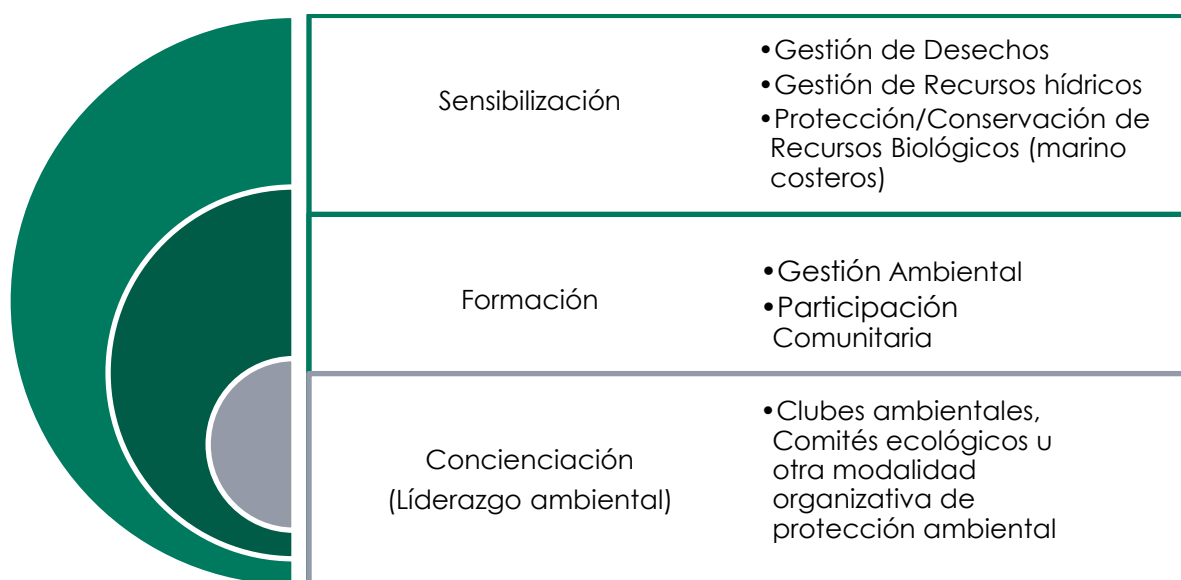 Sensibilización
•Gestión de Desechos
•Gestión de Recursos hídricos
•Protección/Conservación de
Recursos Biológicos (marino
costeros)
Formación
•Gestión Ambiental
•Participación
Comunitaria
Concienciación
(Líderazgo ambiental)
•Clubes ambientales,
Comités ecológicos u
otra modalidad
organizativa de
protección ambiental